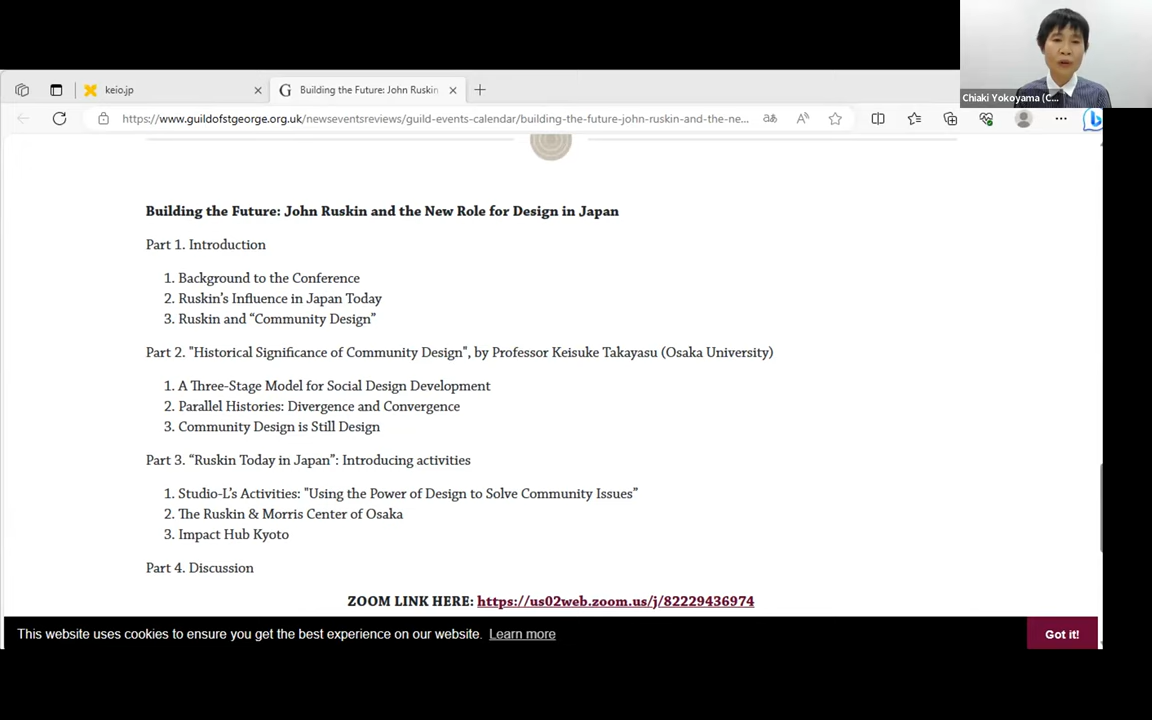 Chiaki Yokoyama (C...
keio.jp
Building the Future: John Ruskin
https://www.guildofstgeorge.org.uk/newseventsreviews/guild-events-calendar/building-the-future-john-ruskin-and-the-ne...
Building the Future: John Ruskin and the New Role for Design in Japan
Part 1. Introduction
1. Background to the Conference
2. Ruskin’s Influence in Japan Today
3. Ruskin and “Community Design”
Part 2. "Historical Significance of Community Design", by Professor Keisuke Takayasu (Osaka University)
1. A Three-Stage Model for Social Design Development
2. Parallel Histories: Divergence and Convergence
3. Community Design is Still Design
Part 3. “Ruskin Today in Japan”: Introducing activities
1. Studio-L’s Activities: "Using the Power of Design to Solve Community Issues”
2. The Ruskin & Morris Center of Osaka
3. Impact Hub Kyoto
Part 4. Discussion
ZOOM LINK HERE: https://us02web.zoom.us/j/82229436974
This website uses cookies to ensure you get the best experience on our website. Learn more
Got it!